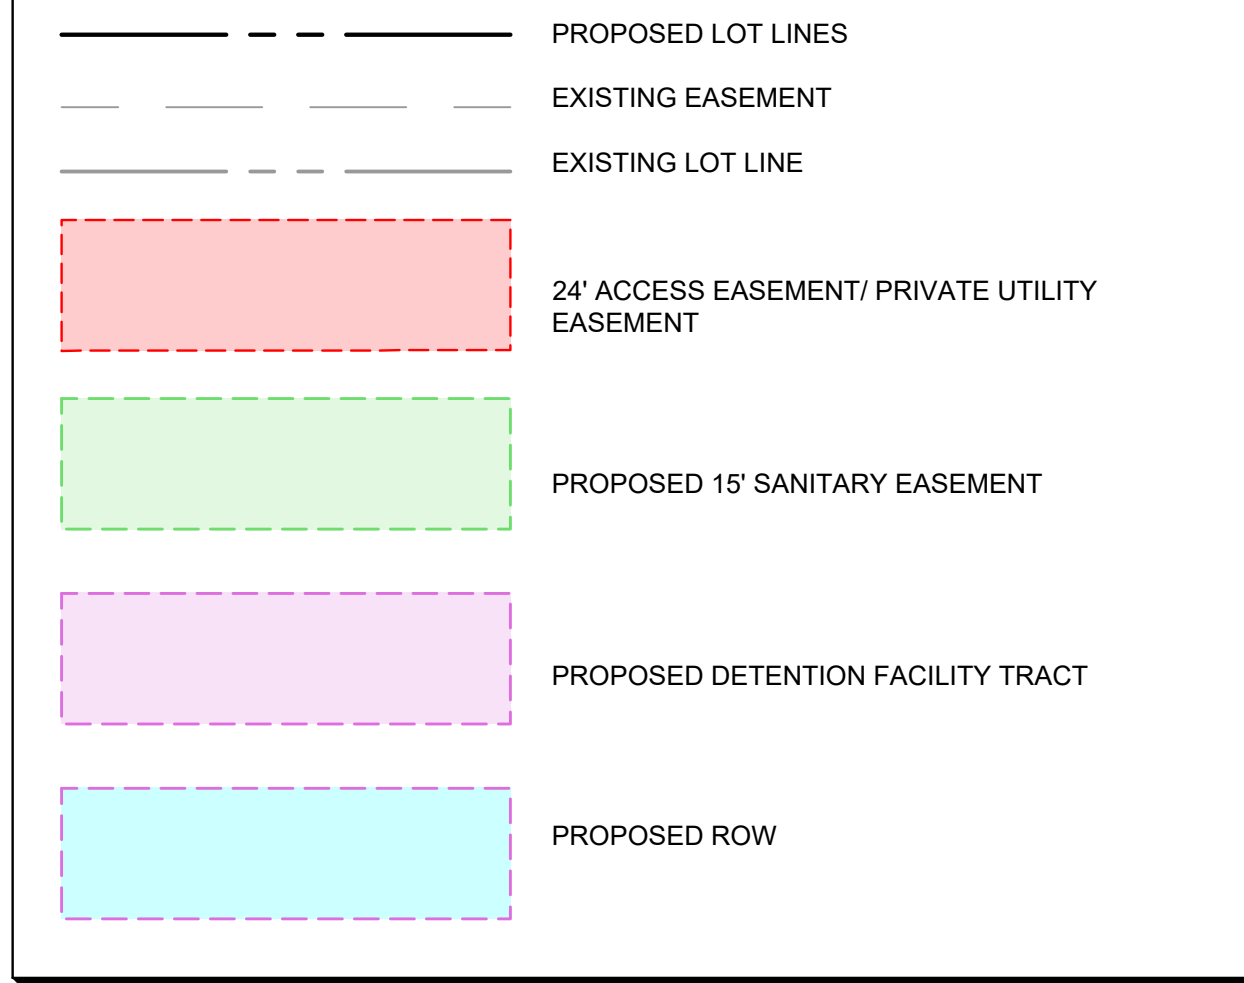 PROPOSED LOT LINES
EXISTING EASEMENT
EXISTING LOT LINE
24' ACCESS EASEMENT/ PRIVATE UTILITY
EASEMENT
PROPOSED 15' SANITARY EASEMENT
PROPOSED DETENTION FACILITY TRACT
PROPOSED ROW